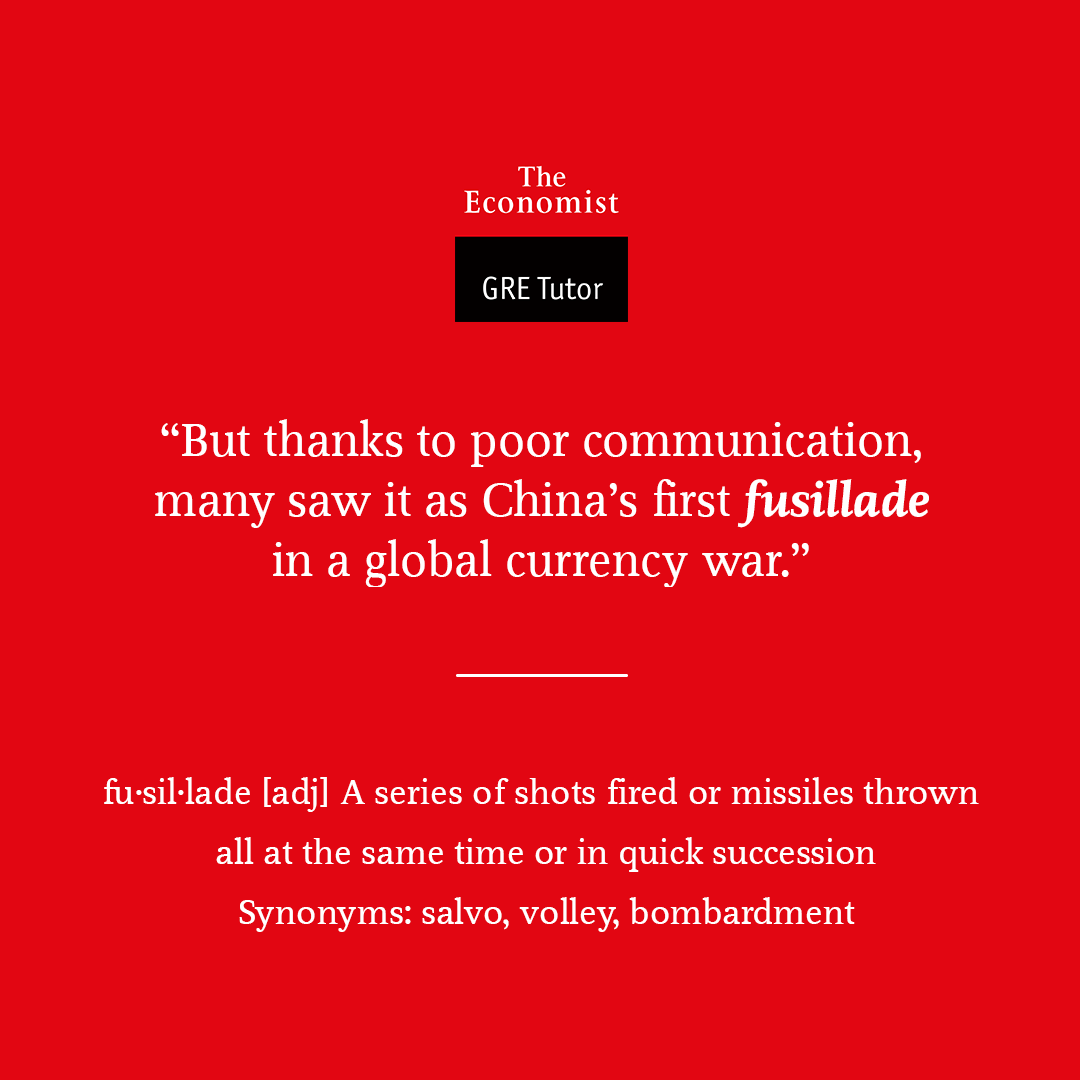 The
Economist
GRE Tutor
“But thanks to poor communication,
many saw it as China’s first fusillade
in a global currency war.”
fu·sil·lade [adj] A series of shots fired or missiles thrown
all at the same time or in quick succession
Synonyms: salvo, volley, bombardment